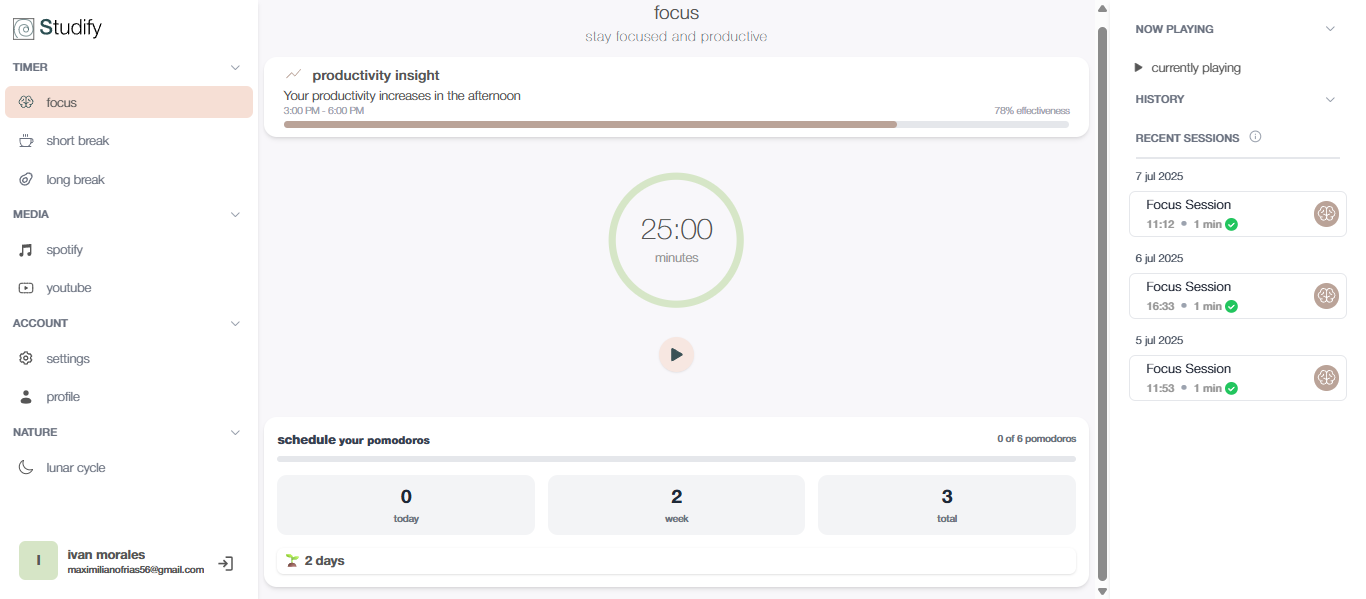 Studify
TIMER
focus
short break
long break
MEDIA
spotify
youtube
ACCOUNT
settings
profile
NATURE
lunar cycle
I
ivan morales
maximilianofrias56@gmail.com
focus
stay focused and productive
productivity insight
Your productivity increases in the afternoon
3:00 PM - 6:00 PM
78% effectiveness
25:00
minutes
schedule your pomodoros
0 of 6 pomodoros
0
today
2
week
3
total
2 days
NOW PLAYING
currently playing
HISTORY
RECENT SESSIONS
7 jul 2025
Focus Session
11:12 • 1 min
6 jul 2025
Focus Session
16:33 • 1 min
5 jul 2025
Focus Session
11:53 • 1 min